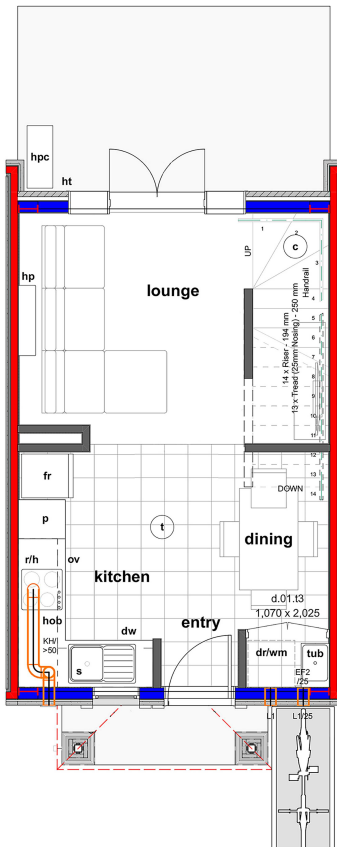 hpc
ht
1
2
UP
c
3
hp
lounge
Handrail
4
14 x Riser - 194 mm
13 x Tread (25mm Nosing) - 250 mm
5
6
7
8
9
10
11
12
13
14
fr
DOWN
p
t
dining
r/h
ov
kitchen
d.01.t3
1,070 x 2,025
hob
entry
dw
KH/
>50
dr/wm
tub
s
EF2
/25
L1
L1/25